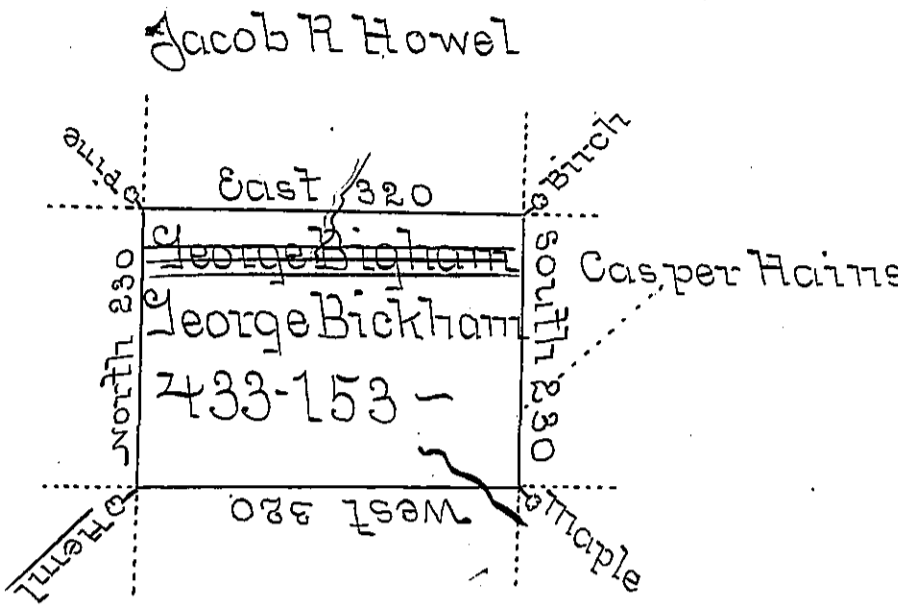 Jacob R Howel
Pine
Birch
East 320
George Bigham
North 230
South 230
Casper Hains
George Bickham
433-153 -
West 320
Heml
Maple